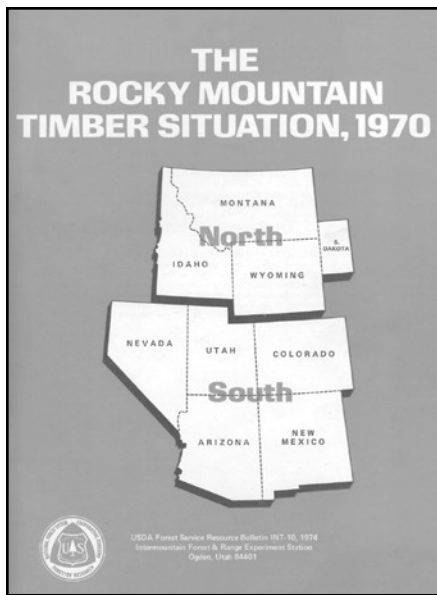 THE
ROCKY MOUNTAIN
TIMBER SITUATION, 1970
MONTANA
North
S.
DAKOTA
IDAHO
WYOMING
NEVADA
UTAH
COLORADO
South
ARIZONA
NEW
MEXICO
U S
USDA Forest Service Resource Bulletin INT-10, 1974
Intermountain Forest & Range Experiment Station
Ogden, Utah 84401